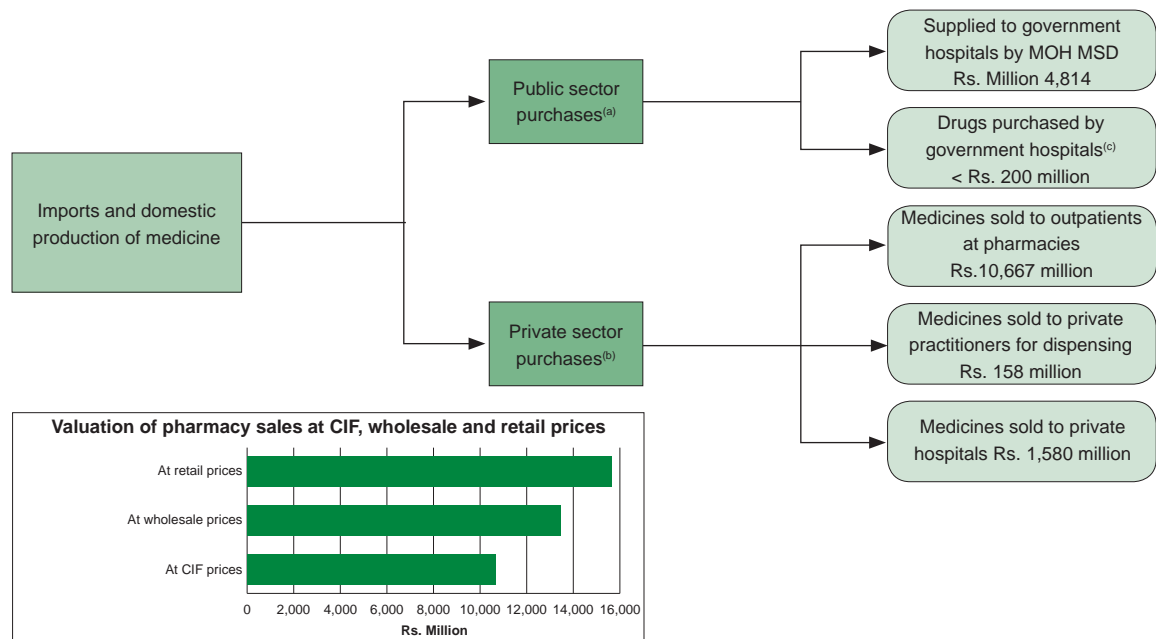 Imports and domestic
production of medicine
Public sector
purchases(a)
Private sector
purchases(b)
Supplied to government
hospitals by MOH MSD
Rs. Million 4,814
Drugs purchased by
government hospitals(c)
< Rs. 200 million
Medicines sold to outpatients
at pharmacies
Rs.10,667 million
Medicines sold to private
practitioners for dispensing
Rs. 158 million
Medicines sold to private
hospitals Rs. 1,580 million
Valuation of pharmacy sales at CIF, wholesale and retail prices
At retail prices
At wholesale prices
At CIF prices
0 2,000 4,000 6,000 8,000 10,000 12,000 14,000 16,000
Rs. Million